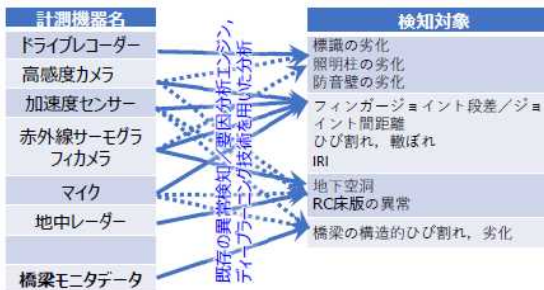 計測機器名
ドライブレコーダー
高感度カメラ
加速度センサー
赤外線サーモグラ
フィカメラ
マイク
地中レーダー
橋梁モニタデータ
既存の異常検知／要因分析エンジン，
ディープラーニング技術を用いた分析
検知対象
標識の劣化
照明柱の劣化
防音壁の劣化
フィンガージョイント段差／ジョ
イント間距離
ひび割れ，轍ぼれ
IRI
地下空洞
RC床版の異常
橋梁の構造的ひび割れ，劣化